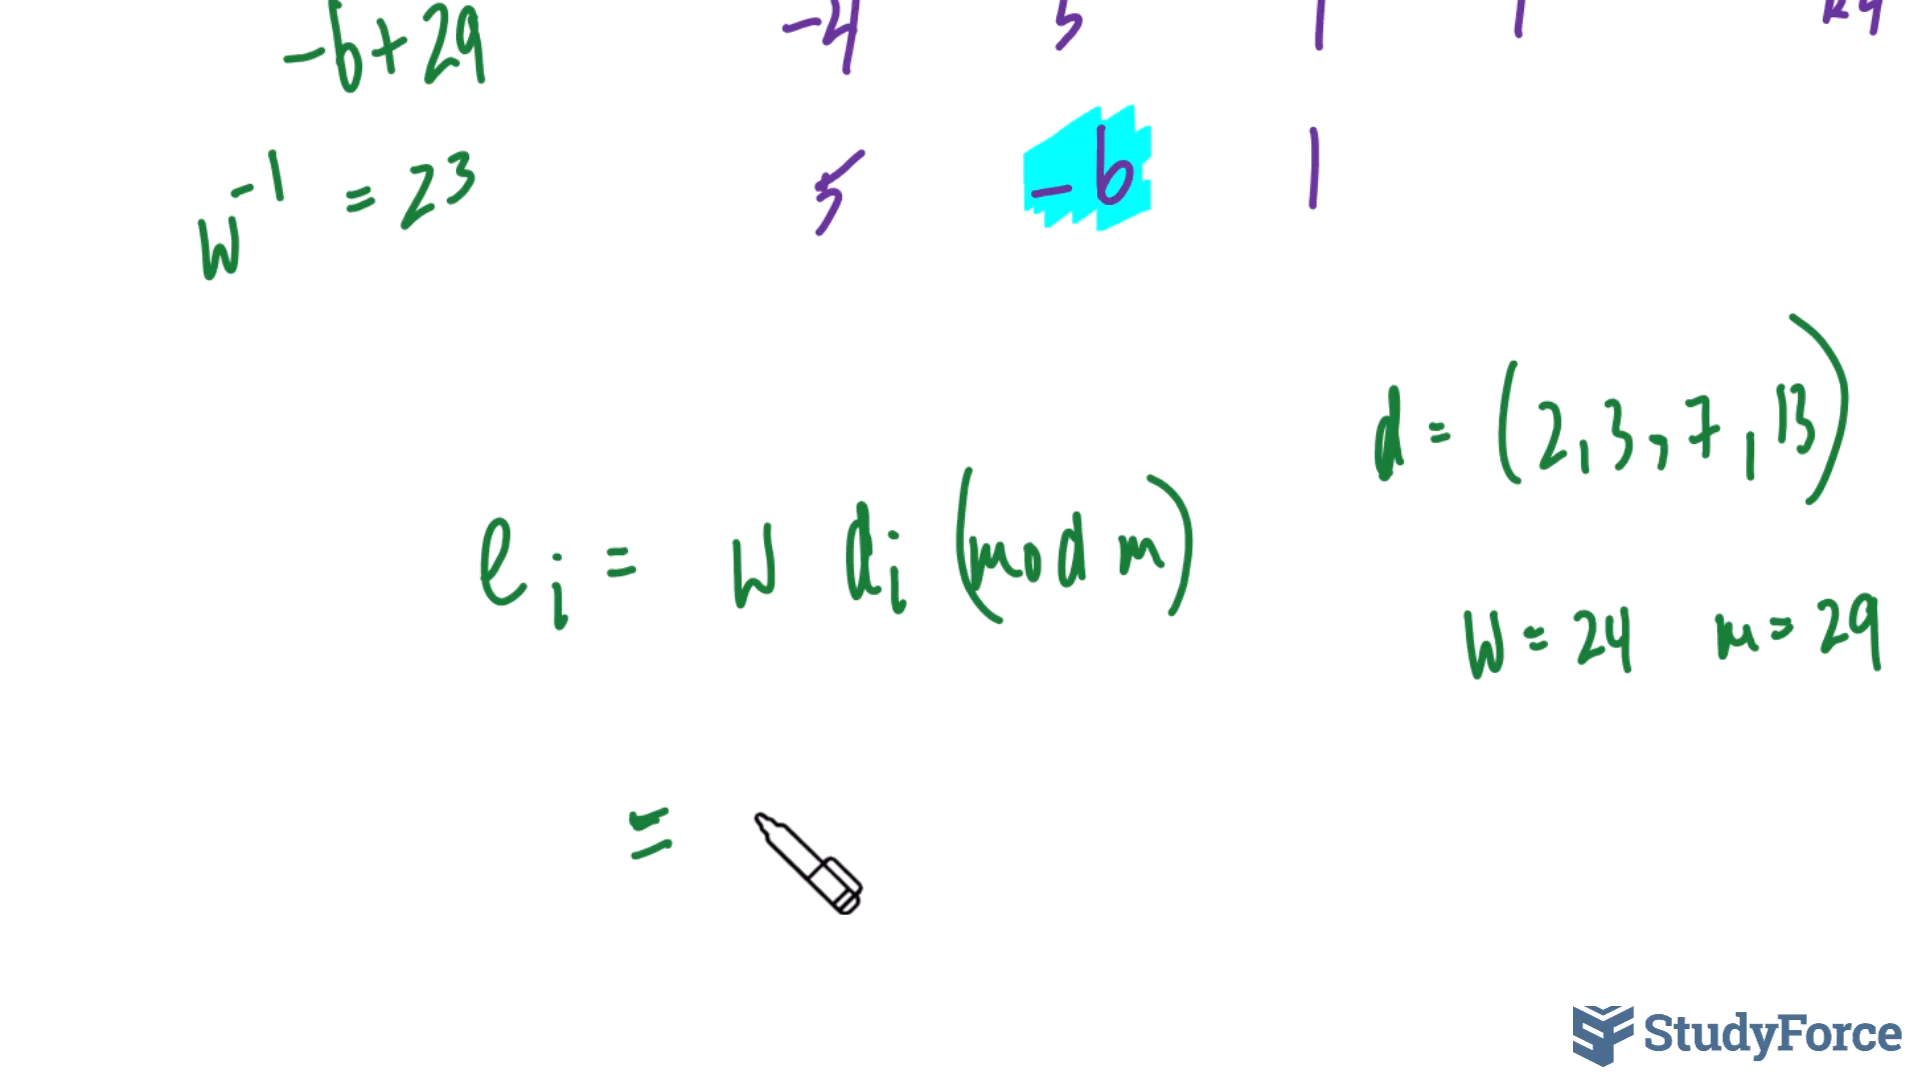 -6+29 -4 5 1 1 29
w⁻¹ = 23 5 -6 1
d = (2,3,7,13)
eᵢ = w dᵢ (mod m)
w = 24 m = 29
=
StudyForce